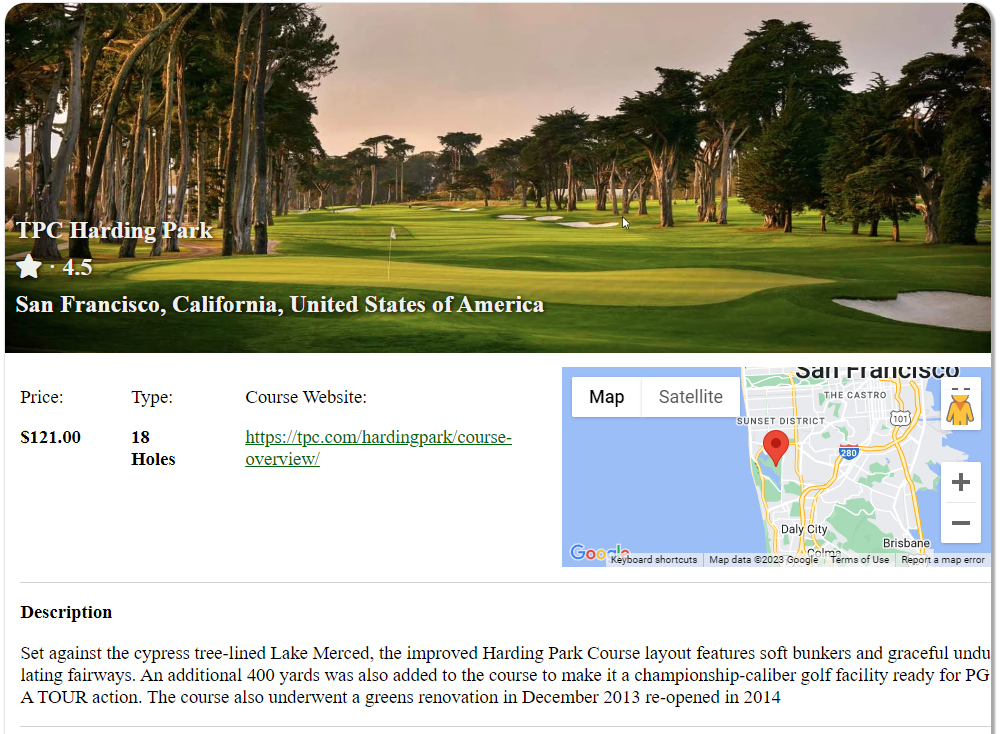 TPC Harding Park
· 4.5
San Francisco, California, United States of America
Price:
Type:
Course Website:
$121.00
18
Holes
https://tpc.com/hardingpark/course-
overview/
Map
Satellite
San Francisco
THE CASTRO
SUNSET DISTRICT
101
280
Daly City
Brisbane
Colma
Google
Keyboard shortcuts
Map data ©2023 Google
Terms of Use
Report a map error
Description
Set against the cypress tree-lined Lake Merced, the improved Harding Park Course layout features soft bunkers and graceful undu
lating fairways. An additional 400 yards was also added to the course to make it a championship-caliber golf facility ready for PG
A TOUR action. The course also underwent a greens renovation in December 2013 re-opened in 2014